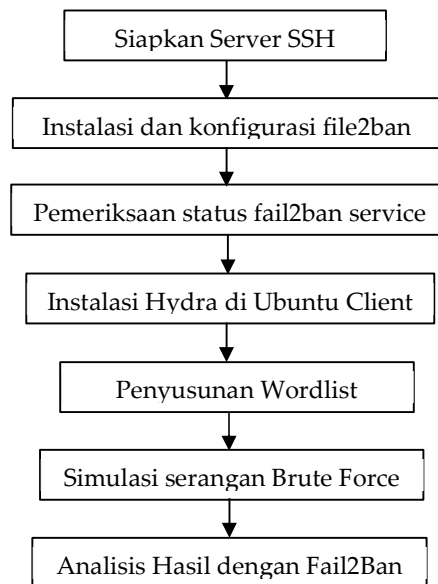 Siapkan Server SSH
Instalasi dan konfigurasi file2ban
Pemeriksaan status fail2ban service
Instalasi Hydra di Ubuntu Client
Penyusunan Wordlist
Simulasi serangan Brute Force
Analisis Hasil dengan Fail2Ban